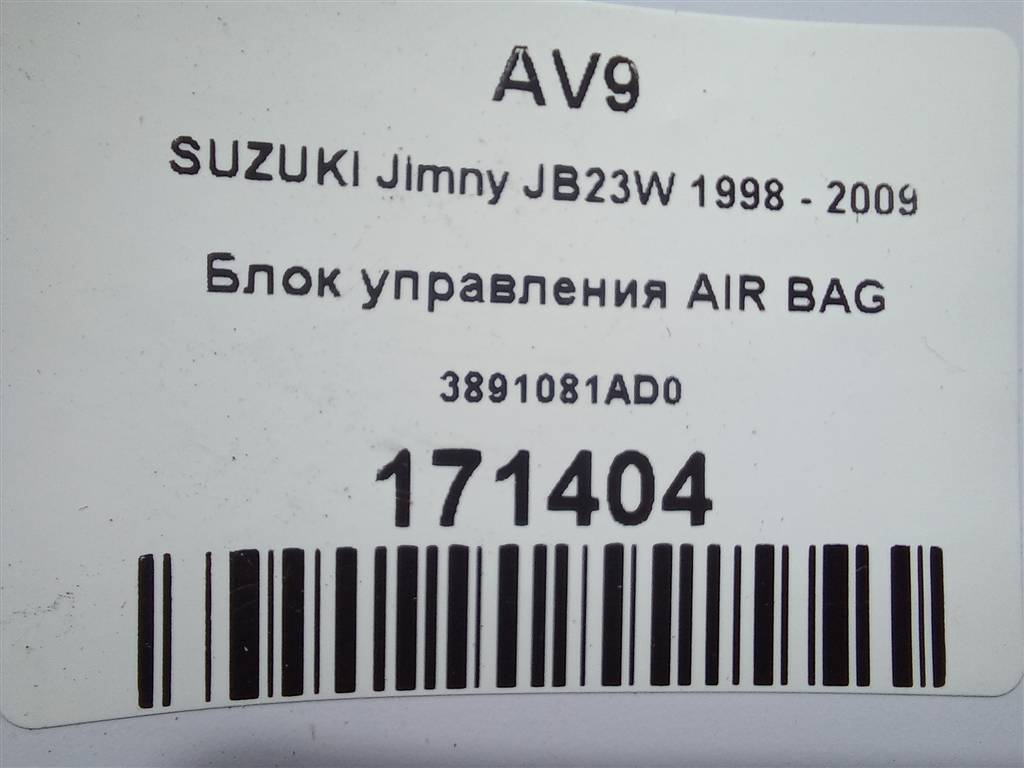 AV9
SUZUKI Jimny JB23W 1998 - 2009
Блок управления AIR BAG
3891081AD0
171404